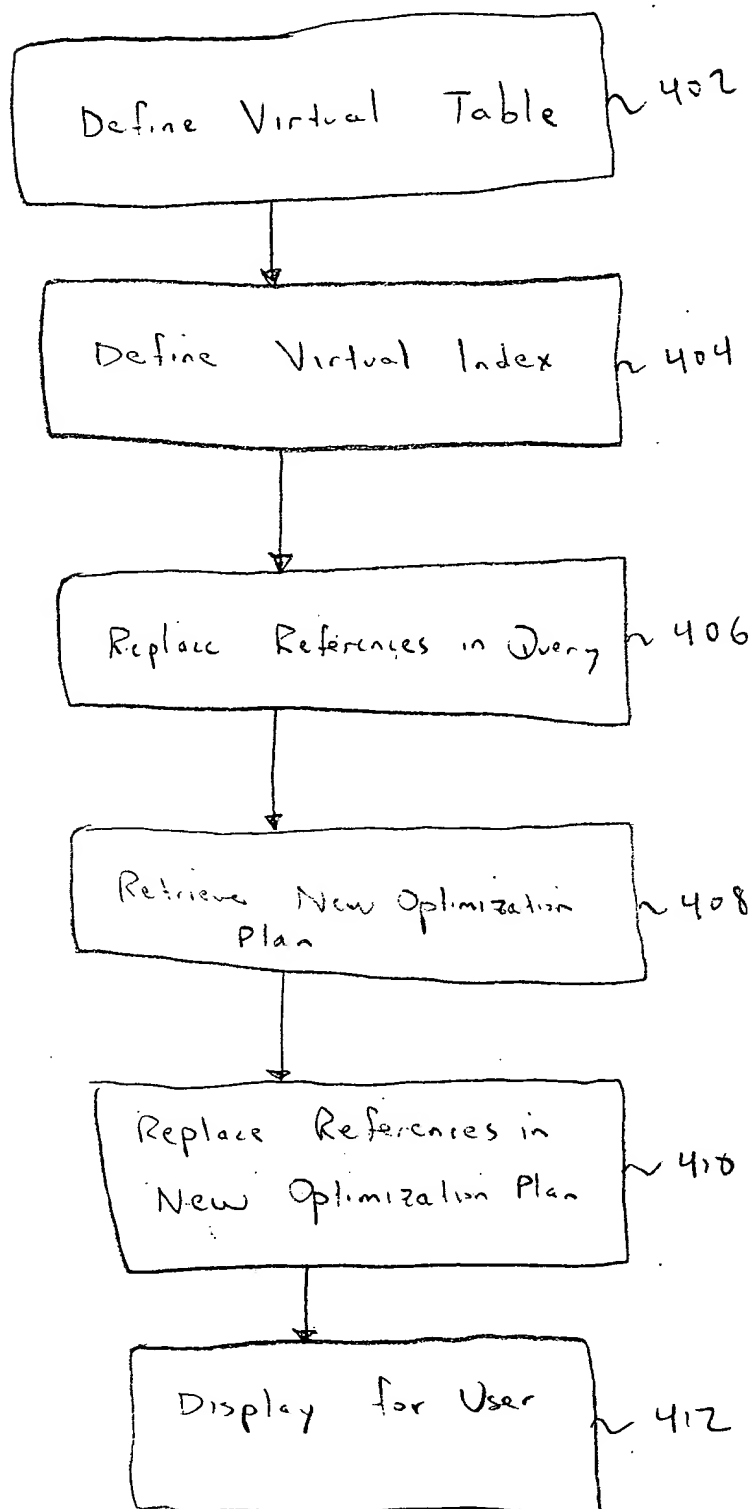 Define Virtual Table
402
Define Virtual Index
404
Replace References in Query
406
Retrieve New Optimization
Plan
408
Replace References in
New Optimization Plan
410
Display for User
412